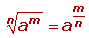 ⁿ√aᵐ = a^(m/n)